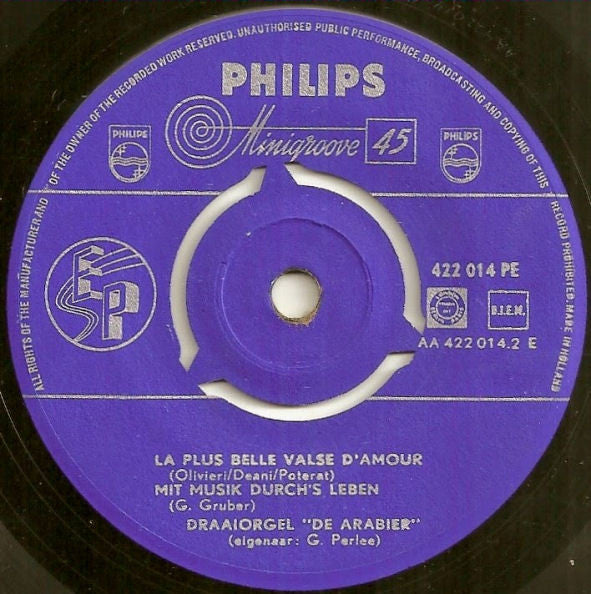 ALL RIGHTS OF THE MANUFACTURER AND OF THE OWNER OF THE RECORDED WORK RESERVED. UNAUTHORISED PUBLIC PERFORMANCE, BROADCASTING AND COPYING OF THIS RECORD PROHIBITED. MADE IN HOLLAND
PHILIPS
Minigroove 45
PHILIPS
PHILIPS
EP
422 014 PE
B.I.E.M.
AA 422 014.2 E
LA PLUS BELLE VALSE D'AMOUR
(Olivieri/Deani/Poterat)
MIT MUSIK DURCH'S LEBEN
(G. Gruber)
DRAAIORGEL "DE ARABIER"
(eigenaar: G. Perlee)